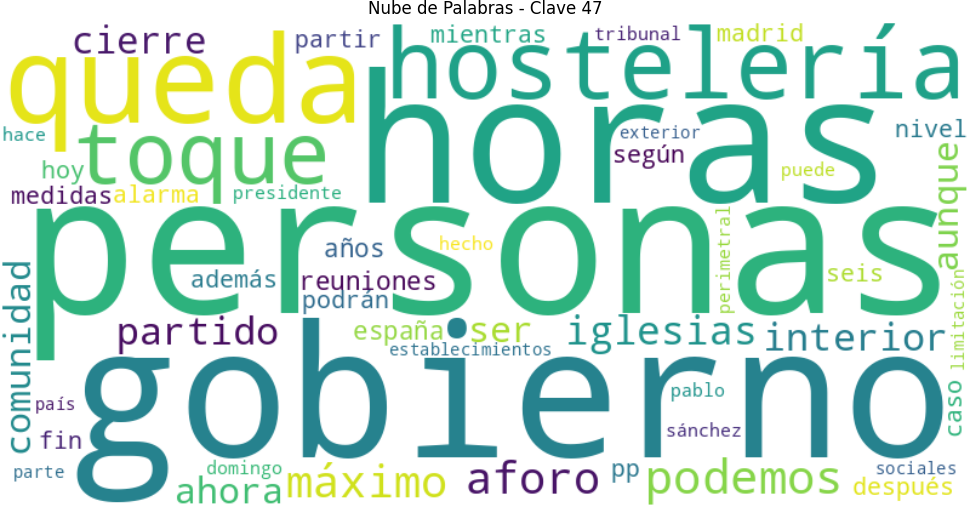 Nube de Palabras - Clave 47
cierre
partir
mientras
tribunal
madrid
queda
hostelería
hace
toque
horas
exterior
nivel
hoy
según
puede
aunque
medidas
alarma
presidente
personas
años
hecho
perimetral
además
reuniones
seis
podrán
comunidad
partido
españa
ser
iglesias
interior
limitación
establecimientos
gobierno
país
pablo
caso
fin
sánchez
parte
domingo
máximo
aforo
pp
podemos
sociales
ahora
después